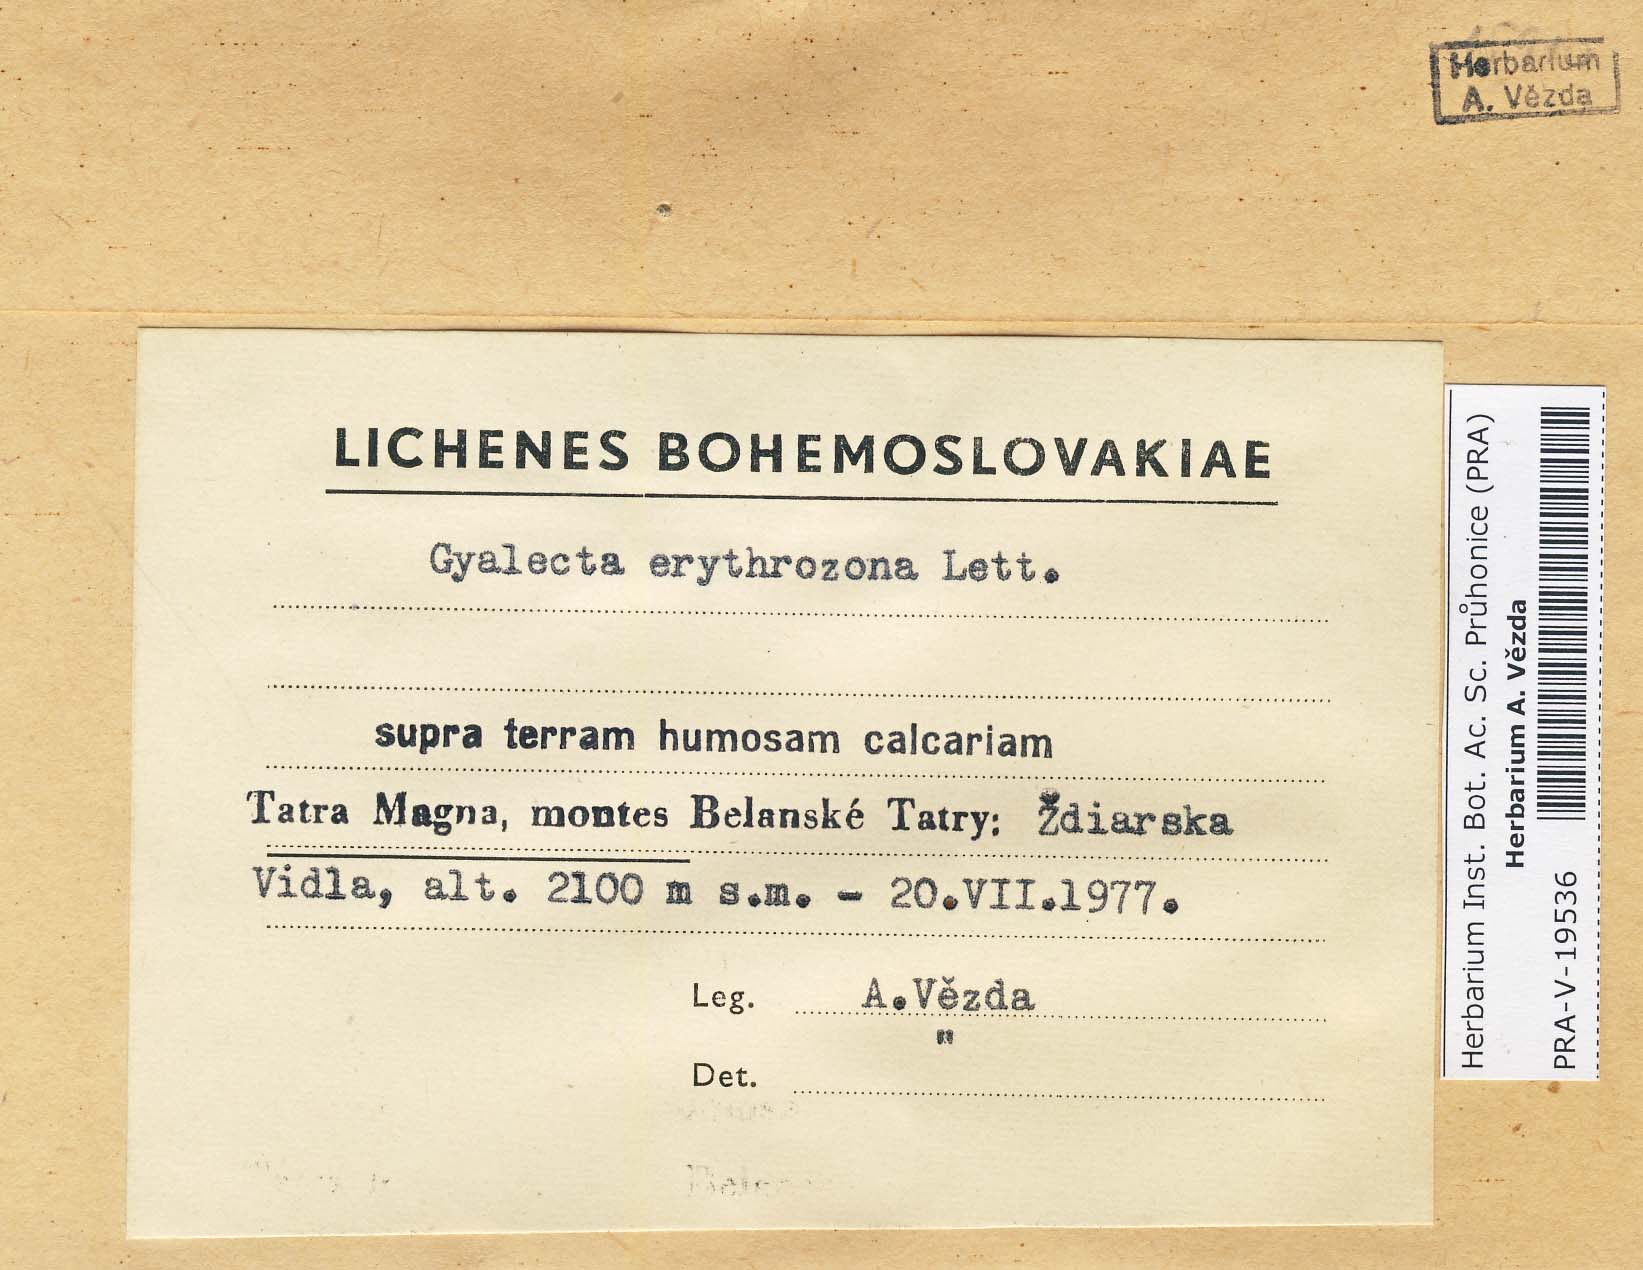 Herbarium
A. Vězda
LICHENES BOHEMOSLOVAKIAE
Gyalecta erythrozona Lett.
supra terram humosam calcariam
Tatra Magna, montes Belanské Tatry: Ždiarska
Vidla, alt. 2100 m s.m. - 20.VII.1977.
Leg. A.Vězda
"
Det.
Herbarium Inst. Bot. Ac. Sc. Průhonice (PRA)
Herbarium A. Vězda
PRA-V-19536